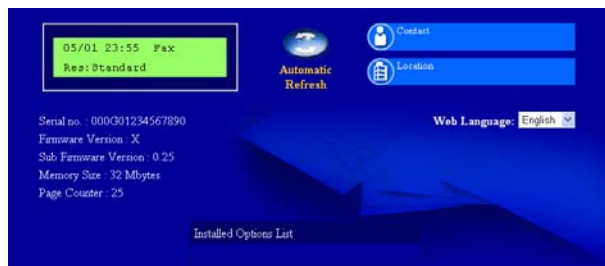 05/01 23:55 Fax
Res:Standard
Automatic
Refresh
Contact
Location
Serial no. : 000G01234567890
Web Language: English
Firmware Version : X
Sub Firmware Version : 0.25
Memory Size : 32 Mbytes
Page Counter : 25
Installed Options List